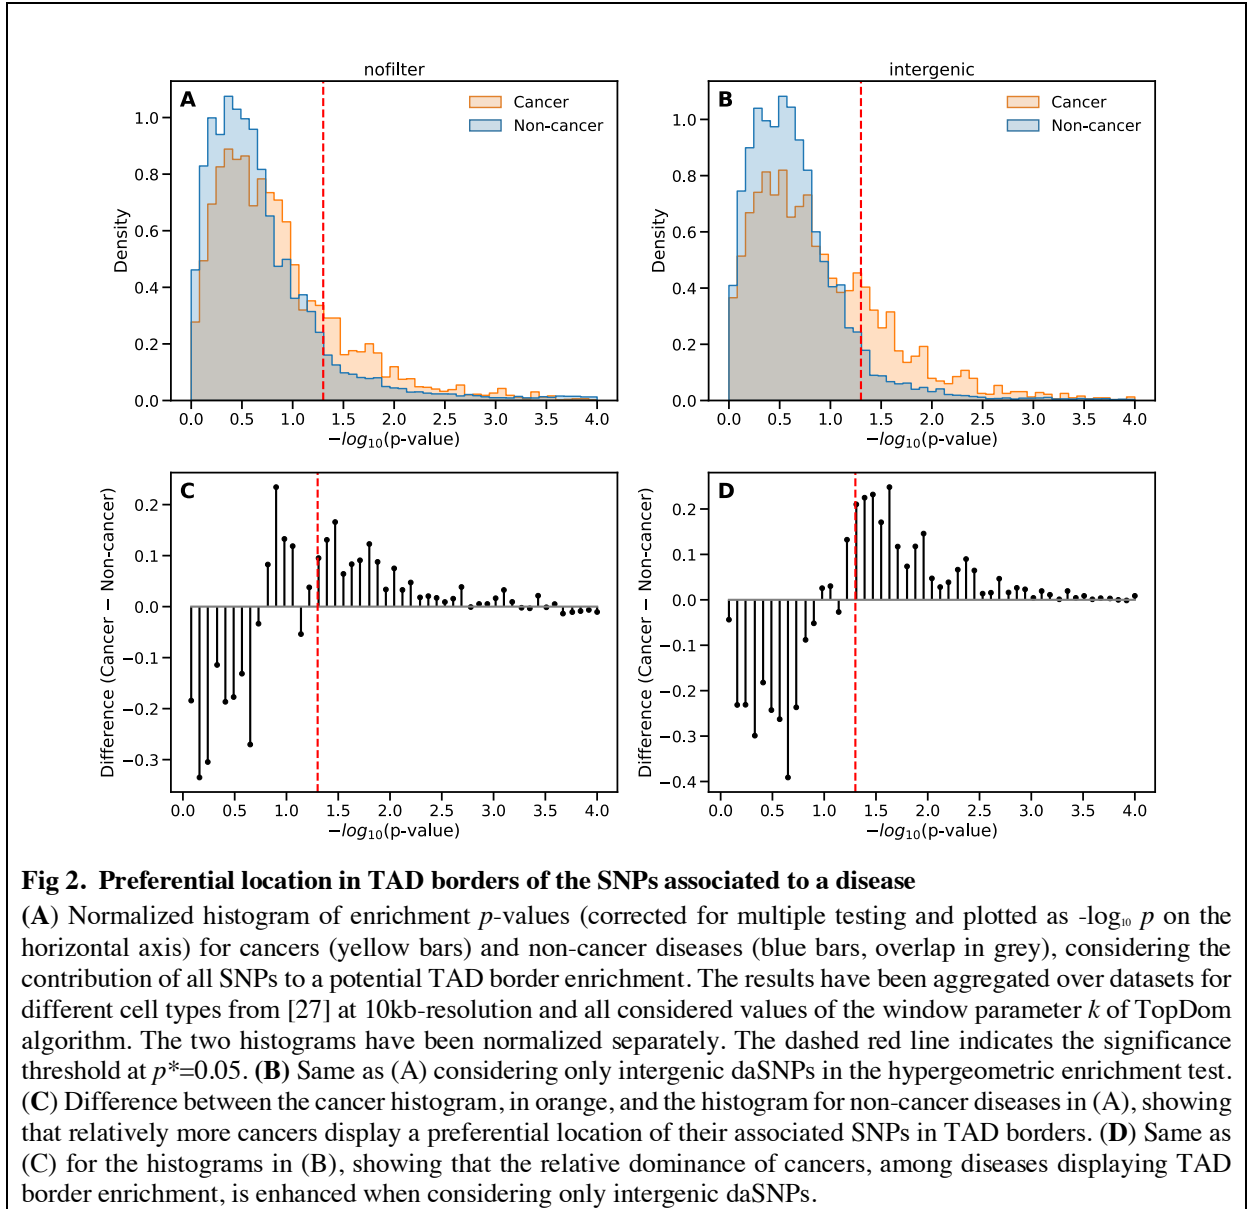 nofilter
A
Cancer
Non-cancer
Density
1.0
0.8
0.6
0.4
0.2
0.0
0.0 0.5 1.0 1.5 2.0 2.5 3.0 3.5 4.0
−log10(p-value)
intergenic
B
Cancer
Non-cancer
Density
1.0
0.8
0.6
0.4
0.2
0.0
0.0 0.5 1.0 1.5 2.0 2.5 3.0 3.5 4.0
−log10(p-value)
C
Difference (Cancer − Non-cancer)
0.2
0.1
0.0
−0.1
−0.2
−0.3
0.0 0.5 1.0 1.5 2.0 2.5 3.0 3.5 4.0
−log10(p-value)
D
Difference (Cancer − Non-cancer)
0.2
0.1
0.0
−0.1
−0.2
−0.3
−0.4
0.0 0.5 1.0 1.5 2.0 2.5 3.0 3.5 4.0
−log10(p-value)
Fig 2. Preferential location in TAD borders of the SNPs associated to a disease
(A) Normalized histogram of enrichment p-values (corrected for multiple testing and plotted as -log₁₀ p on the
horizontal axis) for cancers (yellow bars) and non-cancer diseases (blue bars, overlap in grey), considering the
contribution of all SNPs to a potential TAD border enrichment. The results have been aggregated over datasets for
different cell types from [27] at 10kb-resolution and all considered values of the window parameter k of TopDom
algorithm. The two histograms have been normalized separately. The dashed red line indicates the significance
threshold at p*=0.05. (B) Same as (A) considering only intergenic daSNPs in the hypergeometric enrichment test.
(C) Difference between the cancer histogram, in orange, and the histogram for non-cancer diseases in (A), showing
that relatively more cancers display a preferential location of their associated SNPs in TAD borders. (D) Same as
(C) for the histograms in (B), showing that the relative dominance of cancers, among diseases displaying TAD
border enrichment, is enhanced when considering only intergenic daSNPs.